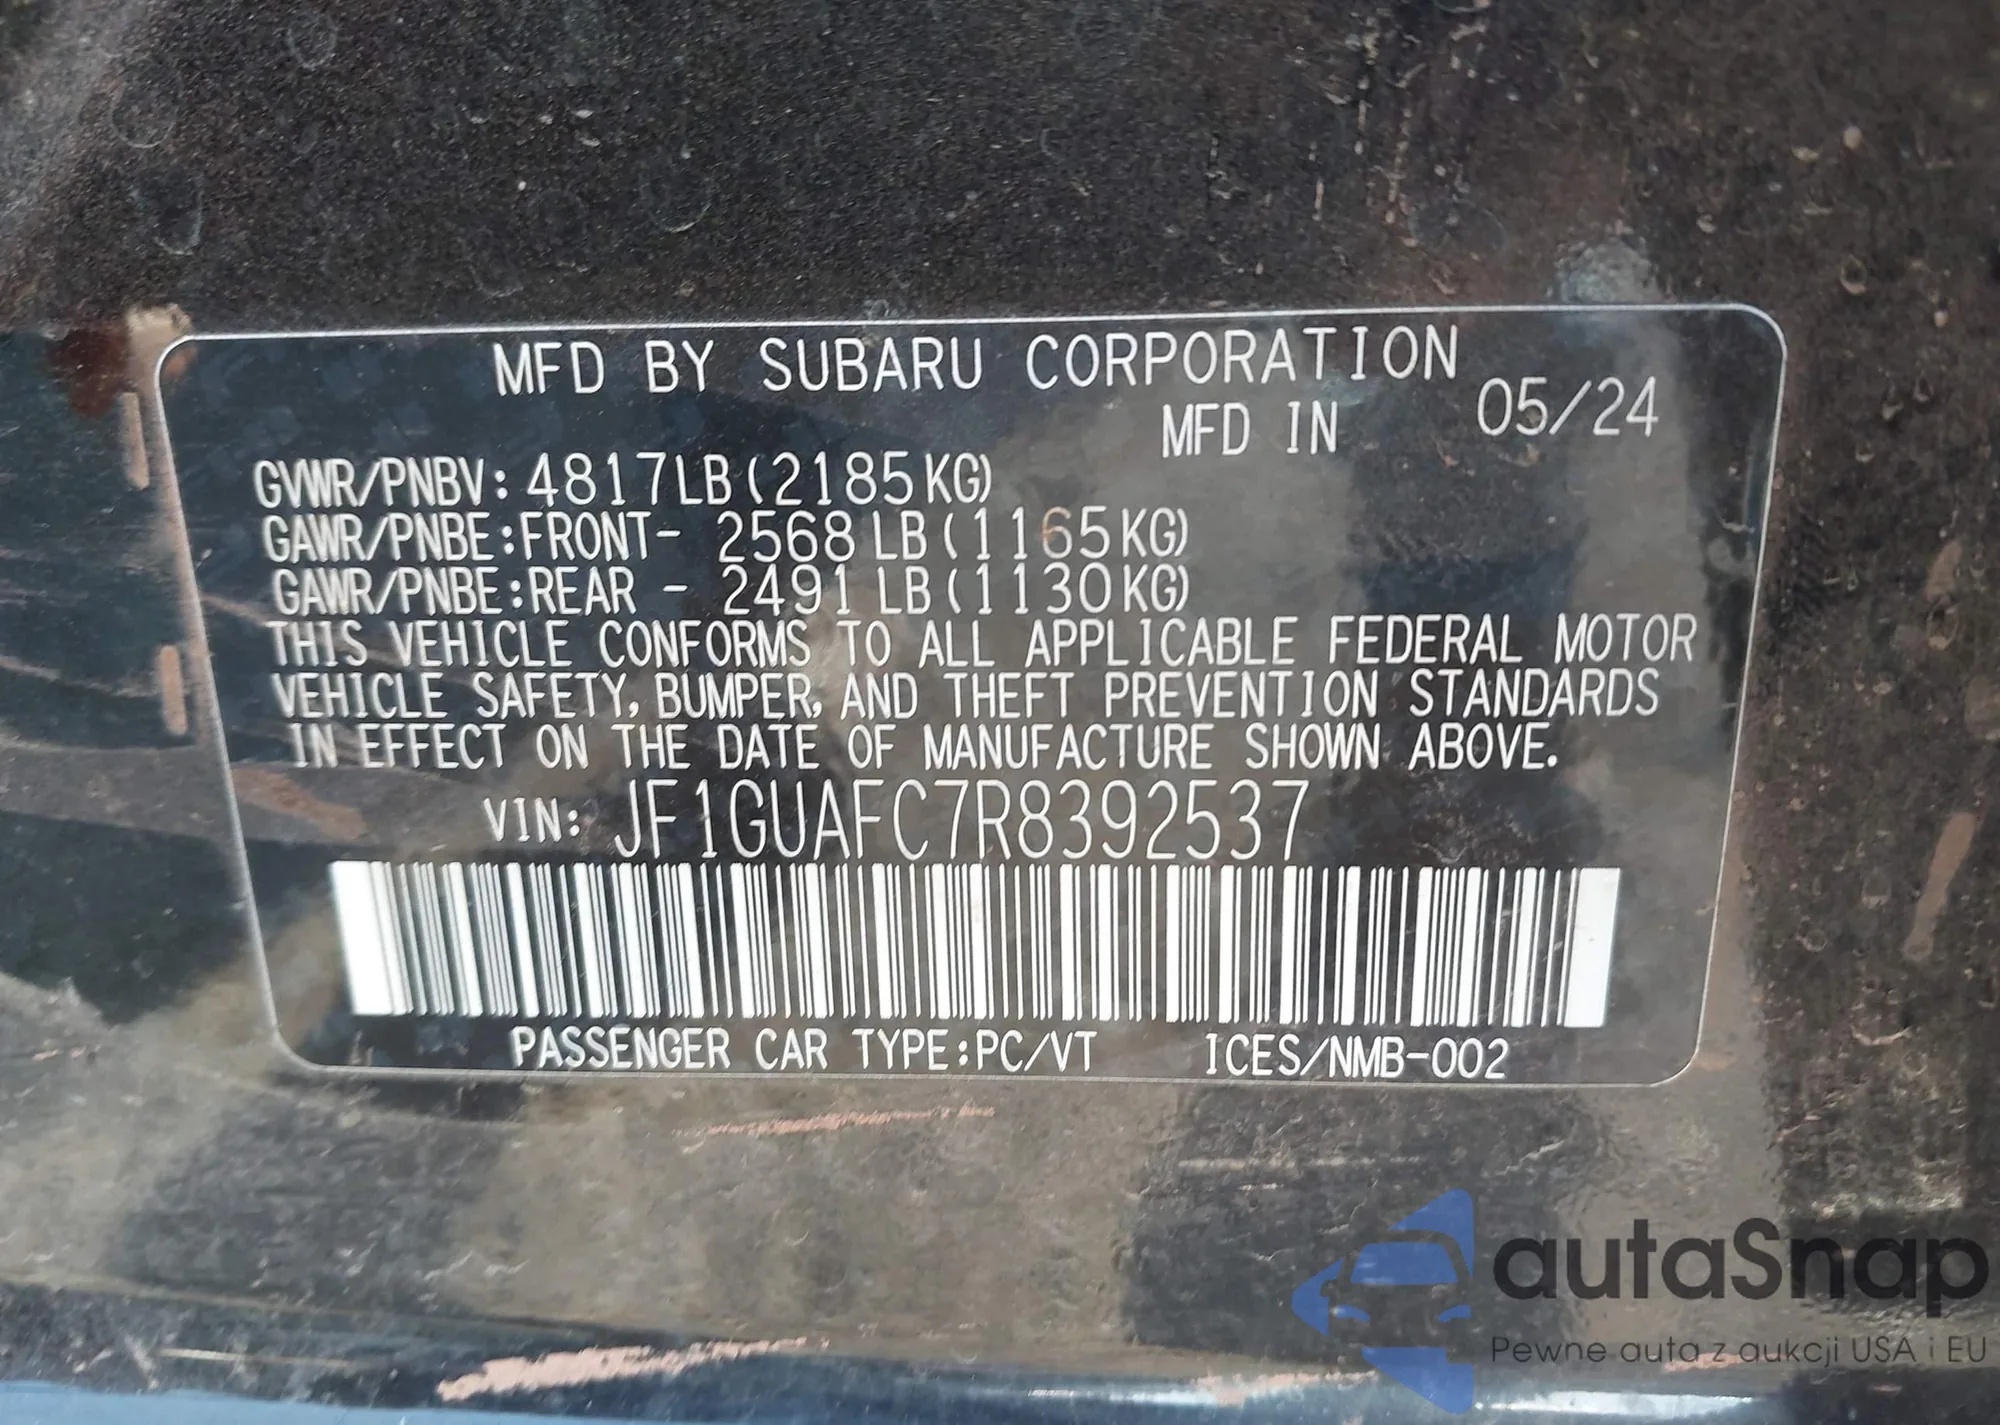 MFD BY SUBARU CORPORATION
MFD IN 05/24
GVWR/PNBV: 4817LB(2185KG)
GAWR/PNBE:FRONT- 2568LB(1165KG)
GAWR/PNBE:REAR - 2491LB(1130KG)
THIS VEHICLE CONFORMS TO ALL APPLICABLE FEDERAL MOTOR
VEHICLE SAFETY, BUMPER, AND THEFT PREVENTION STANDARDS
IN EFFECT ON THE DATE OF MANUFACTURE SHOWN ABOVE.
VIN: JF1GUAFC7R8392537
PASSENGER CAR TYPE:PC/VT ICES/NMB-002
autaSnap
Pewne auta z aukcji USA i EU